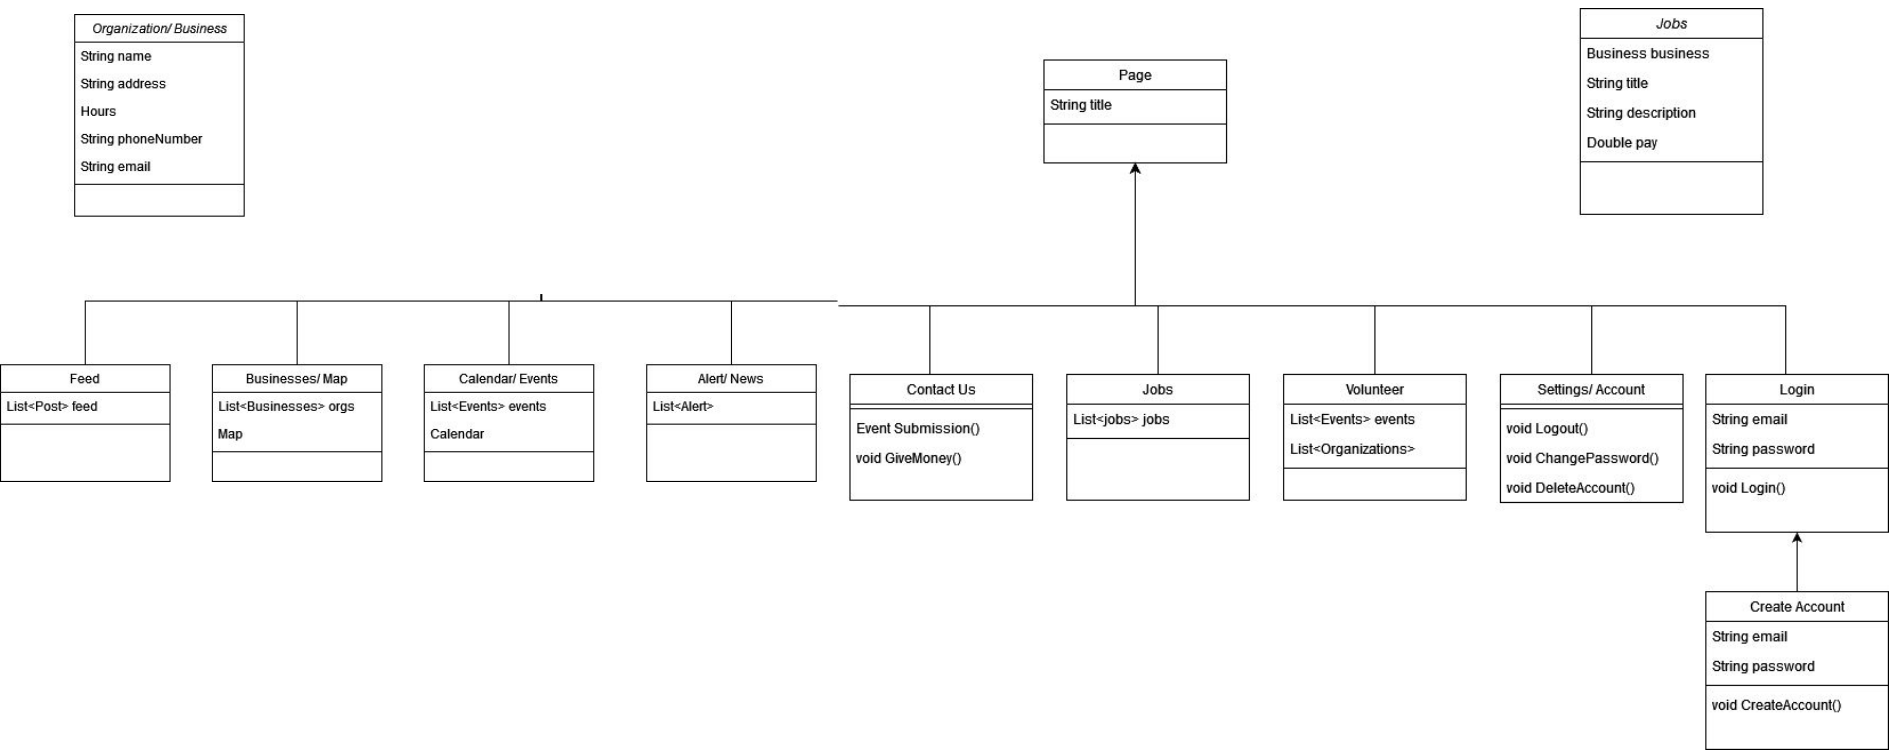 Organization/ Business
String name
String address
Hours
String phoneNumber
String email
Page
String title
Jobs
Business business
String title
String description
Double pay
Feed
List<Post> feed
Businesses/ Map
List<Businesses> orgs
Map
Calendar/ Events
List<Events> events
Calendar
Alert/ News
List<Alert>
Contact Us
Event Submission()
void GiveMoney()
Jobs
List<jobs> jobs
Volunteer
List<Events> events
List<Organizations>
Settings/ Account
void Logout()
void ChangePassword()
void DeleteAccount()
Login
String email
String password
void Login()
Create Account
String email
String password
void CreateAccount()